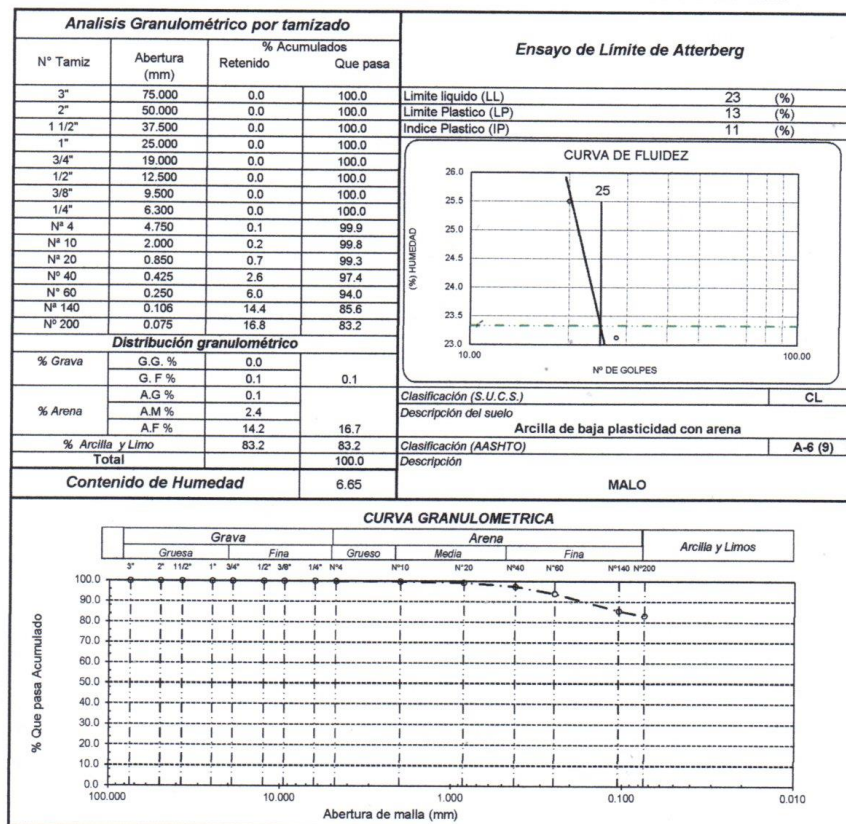 Analisis Granulométrico por tamizado
% Acumulados
N° Tamiz Abertura (mm) Retenido Que pasa
3" 75.000 0.0 100.0
2" 50.000 0.0 100.0
1 1/2" 37.500 0.0 100.0
1" 25.000 0.0 100.0
3/4" 19.000 0.0 100.0
1/2" 12.500 0.0 100.0
3/8" 9.500 0.0 100.0
1/4" 6.300 0.0 100.0
Nª 4 4.750 0.1 99.9
Nª 10 2.000 0.2 99.8
Nª 20 0.850 0.7 99.3
Nº 40 0.425 2.6 97.4
N° 60 0.250 6.0 94.0
Nª 140 0.106 14.4 85.6
Nº 200 0.075 16.8 83.2
Distribución granulométrico
% Grava G.G. % 0.0
G. F % 0.1 0.1
A.G % 0.1
% Arena A.M % 2.4
A.F % 14.2 16.7
% Arcilla y Limo 83.2 83.2
Total 100.0
Contenido de Humedad 6.65
Ensayo de Límite de Atterberg
Limite liquido (LL) 23 (%)
Limite Plastico (LP) 13 (%)
Indice Plastico (IP) 11 (%)
CURVA DE FLUIDEZ
26.0
25.5
25.0
24.5
24.0
23.5
23.0
(%) HUMEDAD
25
10.00 100.00
Nº DE GOLPES
Clasificación (S.U.C.S.) CL
Descripción del suelo
Arcilla de baja plasticidad con arena
Clasificación (AASHTO) A-6 (9)
Descripción
MALO
CURVA GRANULOMETRICA
Grava Arena Arcilla y Limos
Gruesa Fina Grueso Media Fina
3" 2" 11/2" 1" 3/4" 1/2" 3/8" 1/4" N°4 N°10 N°20 N°40 N°60 N°140 N°200
100.0
90.0
80.0
70.0
60.0
50.0
40.0
30.0
20.0
10.0
0.0
% Que pasa Acumulado
100.000 10.000 1.000 0.100 0.010
Abertura de malla (mm)